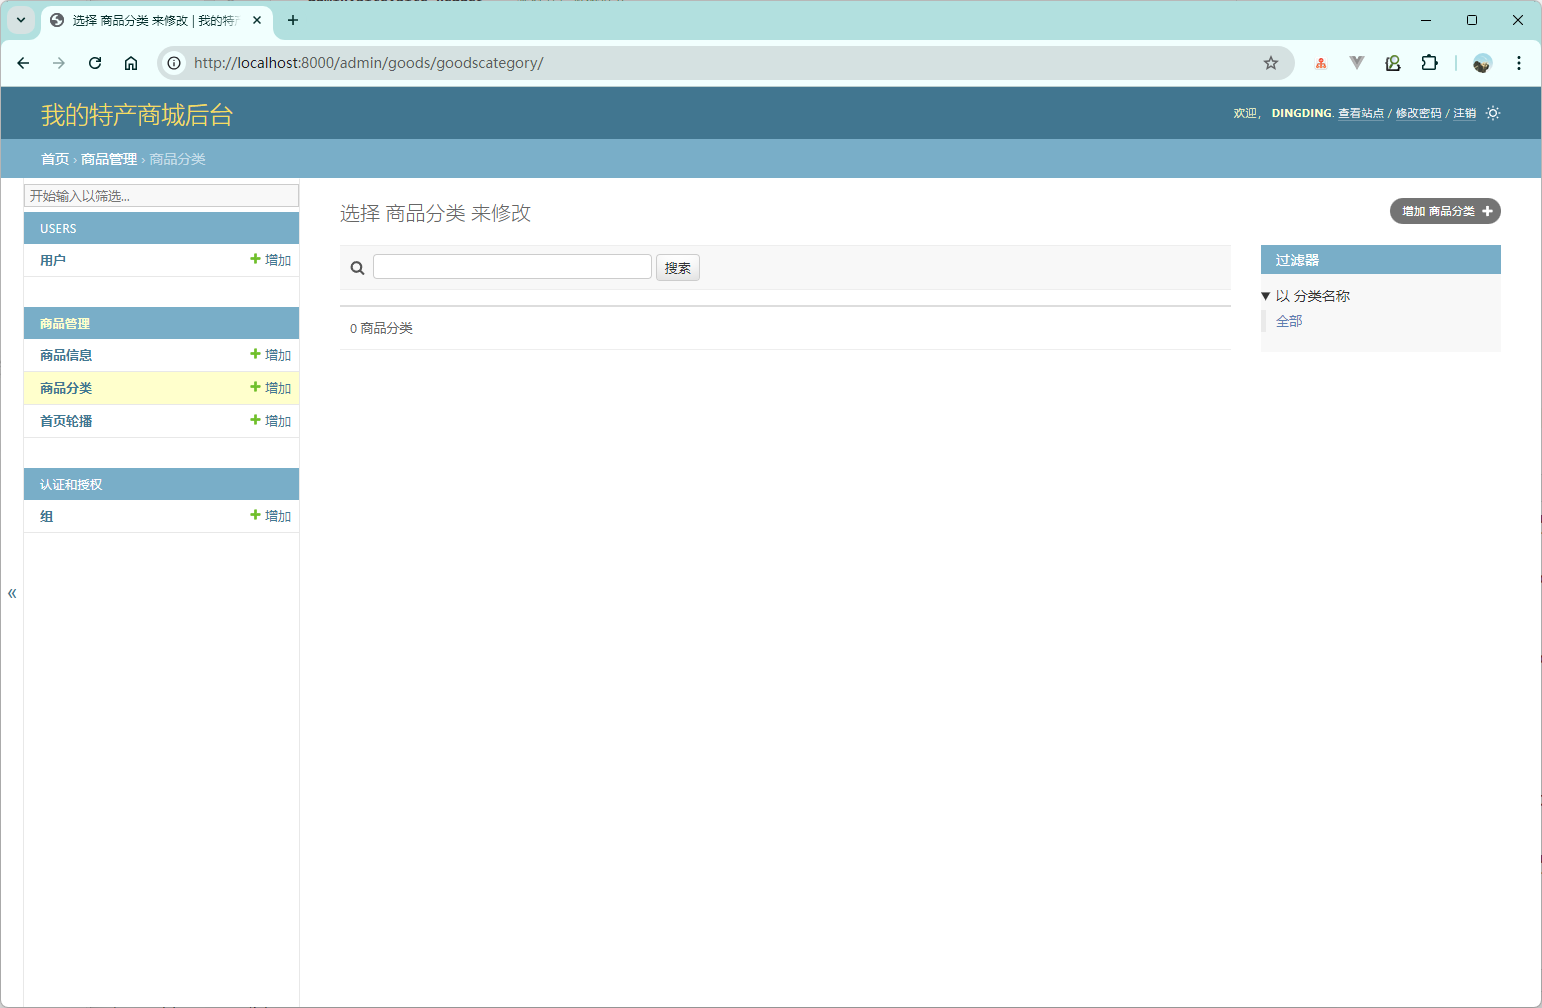 选择 商品分类 来修改 | 我的特
http://localhost:8000/admin/goods/goodscategory/
我的特产商城后台
欢迎， DINGDING. 查看站点 / 修改密码 / 注销
首页 › 商品管理 › 商品分类
开始输入以筛选...
USERS
用户 增加
商品管理
商品信息 增加
商品分类 增加
首页轮播 增加
认证和授权
组 增加
«
选择 商品分类 来修改
增加 商品分类
搜索
0 商品分类
过滤器
以 分类名称
全部